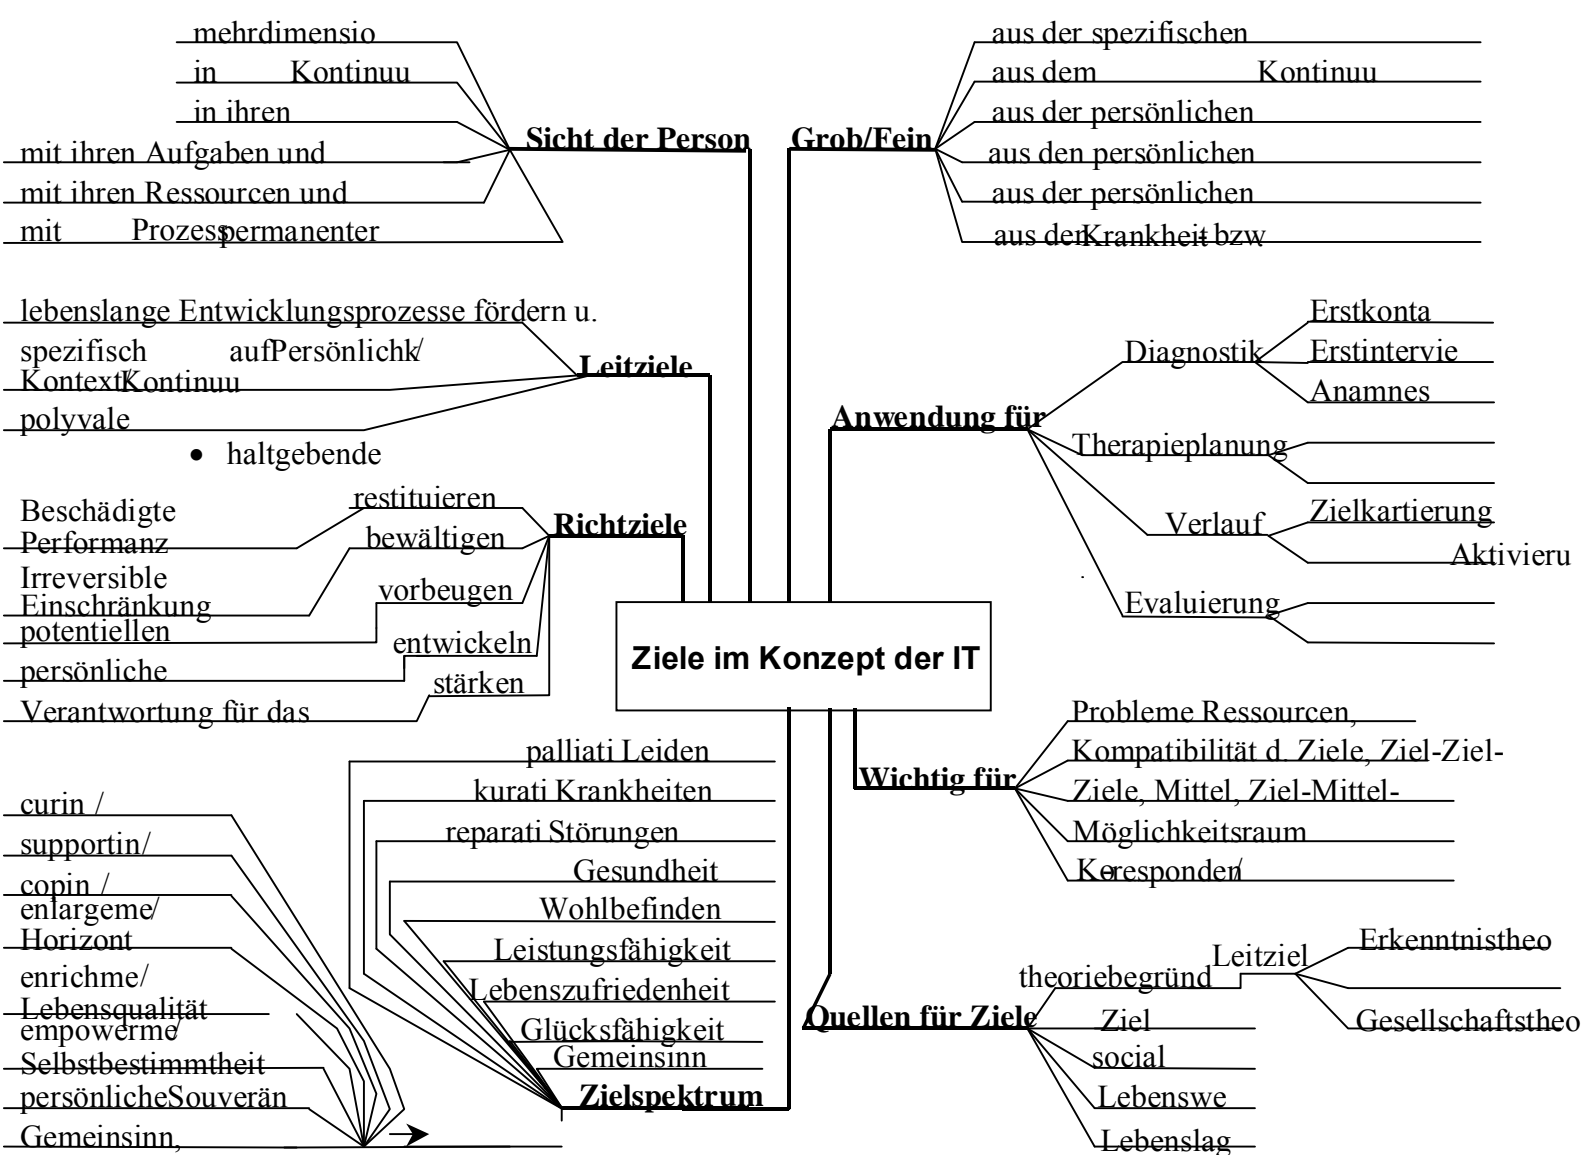 mehrdimensio
in Kontinuu
in ihren
mit ihren Aufgaben und
mit ihren Ressourcen und
mit Prozess permanenter
Sicht der Person
Grob/Fein
aus der spezifischen
aus dem Kontinuu
aus der persönlichen
aus den persönlichen
aus der persönlichen
aus der Krankheit - bzw
lebenslange Entwicklungsprozesse fördern u.
spezifisch auf Persönlichk/
Kontext/ Kontinuu
polyvale
• haltgebende
Leitziele
Anwendung für
Diagnostik
Erstkonta
Erstintervie
Anamnes
Therapieplanung
Verlauf
Zielkartierung
Aktivieru
Evaluierung
Richtziele
restituieren
Beschädigte
Performanz
bewältigen
Irreversible
Einschränkung
vorbeugen
potentiellen
entwickeln
persönliche
stärken
Verantwortung für das
Ziele im Konzept der IT
Wichtig für
Probleme Ressourcen,
Kompatibilität d. Ziele, Ziel-Ziel-
Ziele, Mittel, Ziel-Mittel-
Möglichkeitsraum
Ko-responden/
palliati Leiden
kurati Krankheiten
reparati Störungen
Gesundheit
Wohlbefinden
Leistungsfähigkeit
Lebenszufriedenheit
Glücksfähigkeit
Gemeinsinn
Zielspektrum
curin /
supportin/
copin /
enlargeme/
Horizont
enrichme/
Lebensqualität
empowerme/
Selbstbestimmtheit
persönliche Souverän
Gemeinsinn,
Quellen für Ziele
theoriebegründ
Leitziel
Erkenntnistheo
Gesellschaftstheo
Ziel
social
Lebenswe
Lebenslag